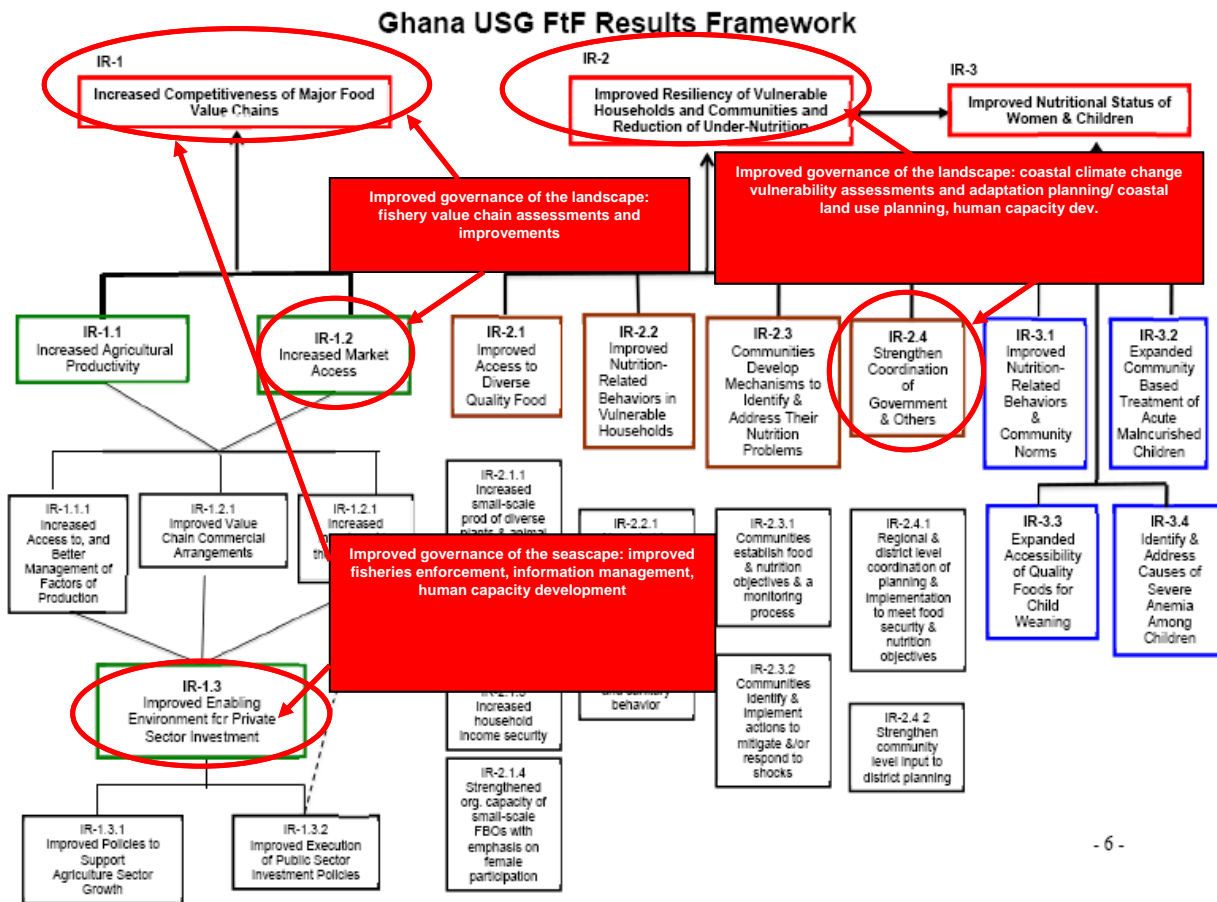 Ghana USG FtF Results Framework
IR-1
Increased Competitiveness of Major Food
Value Chains
IR-2
Improved Resiliency of Vulnerable
Households and Communities and
Reduction of Under-Nutrition
IR-3
Improved Nutritional Status of
Women & Children
Improved governance of the landscape:
fishery value chain assessments and
improvements
Improved governance of the landscape: coastal climate change
vulnerability assessments and adaptation planning/ coastal
land use planning, human capacity dev.
IR-1.1
Increased Agricultural
Productivity
IR-1.2
Increased Market
Access
IR-2.1
Improved
Access to
Diverse
Quality Food
IR-2.2
Improved
Nutrition-
Related
Behaviors in
Vulnerable
Households
IR-2.3
Communities
Develop
Mechanisms to
Identify &
Address Their
Nutrition
Problems
IR-2.4
Strengthen
Coordination
of
Government
& Others
IR-3.1
Improved
Nutrition-
Related
Behaviors
&
Community
Norms
IR-3.2
Expanded
Community
Based
Treatment of
Acute
Malncurished
Children
IR-1.1.1
Increased
Access to, and
Better
Management of
Factors of
Production
IR-1.2.1
Improved Value
Chain Commercial
Arrangements
IR-1.2.1
Increased
IR-2.1.1
Increased
small-scale
prod of diverse
plants & animal
IR-2.2.1
IR-2.3.1
Communities
establish food
& nutrition
objectives & a
monitoring
process
IR-2.4.1
Regional &
district level
coordination of
planning &
implementation
to meet food
security &
nutrition
objectives
IR-3.3
Expanded
Accessibility
of Quality
Foods for
Child
Weaning
IR-3.4
Identify &
Address
Causes of
Severe
Anemia
Among
Children
Improved governance of the seascape: improved
fisheries enforcement, information management,
human capacity development
IR-1.3
Improved Enabling
Environment for Private
Sector Investment
IR-2.1.3
Increased
household
income security
and sanitary
behavior
IR-2.3.2
Communities
Identify &
Implement
actions to
mitigate &/or
respond to
shocks
IR-2.4 2
Strengthen
community
level input to
district planning
IR-2.1.4
Strengthened
org. capacity of
small-scale
FBOs with
emphasis on
female
participation
IR-1.3.1
Improved Policies to
Support
Agriculture Sector
Growth
IR-1.3.2
Improved Execution
of Public Sector
Investment Policies
- 6 -